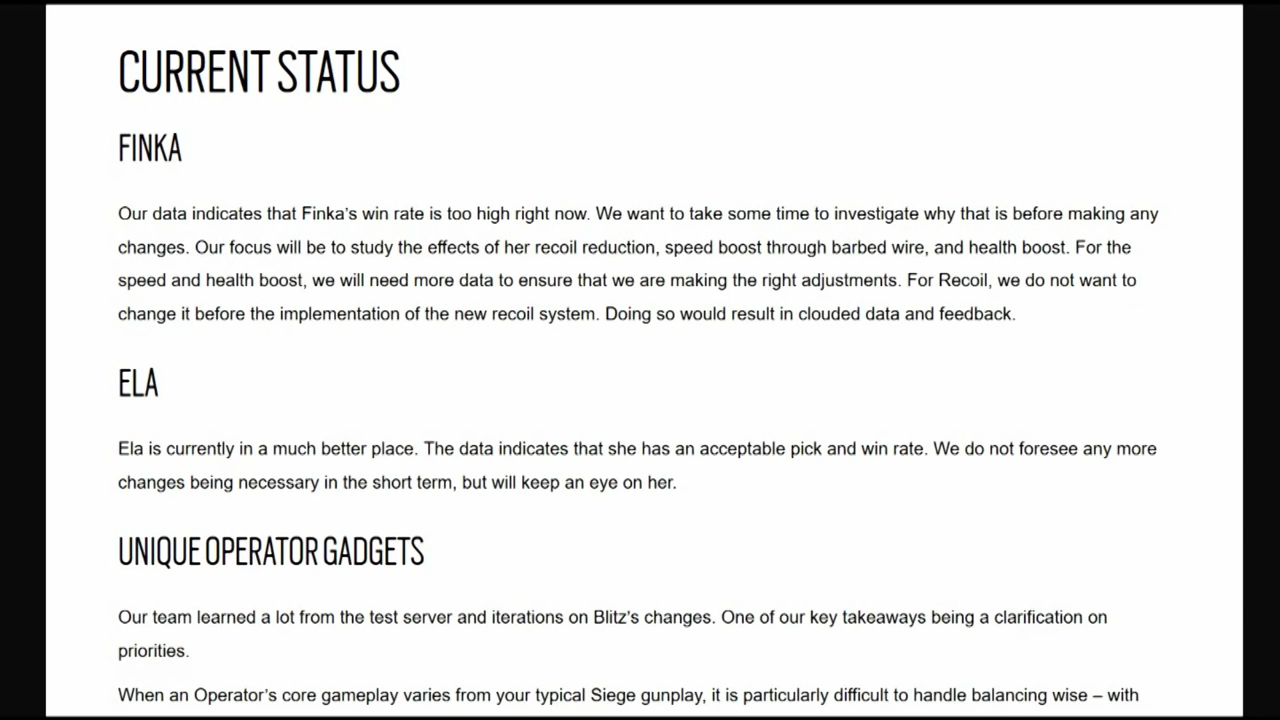 CURRENT STATUS
FINKA
Our data indicates that Finka's win rate is too high right now. We want to take some time to investigate why that is before making any
changes. Our focus will be to study the effects of her recoil reduction, speed boost through barbed wire, and health boost. For the
speed and health boost, we will need more data to ensure that we are making the right adjustments. For Recoil, we do not want to
change it before the implementation of the new recoil system. Doing so would result in clouded data and feedback.
ELA
Ela is currently in a much better place. The data indicates that she has an acceptable pick and win rate. We do not foresee any more
changes being necessary in the short term, but will keep an eye on her.
UNIQUE OPERATOR GADGETS
Our team learned a lot from the test server and iterations on Blitz's changes. One of our key takeaways being a clarification on
priorities.
When an Operator's core gameplay varies from your typical Siege gunplay, it is particularly difficult to handle balancing wise – with